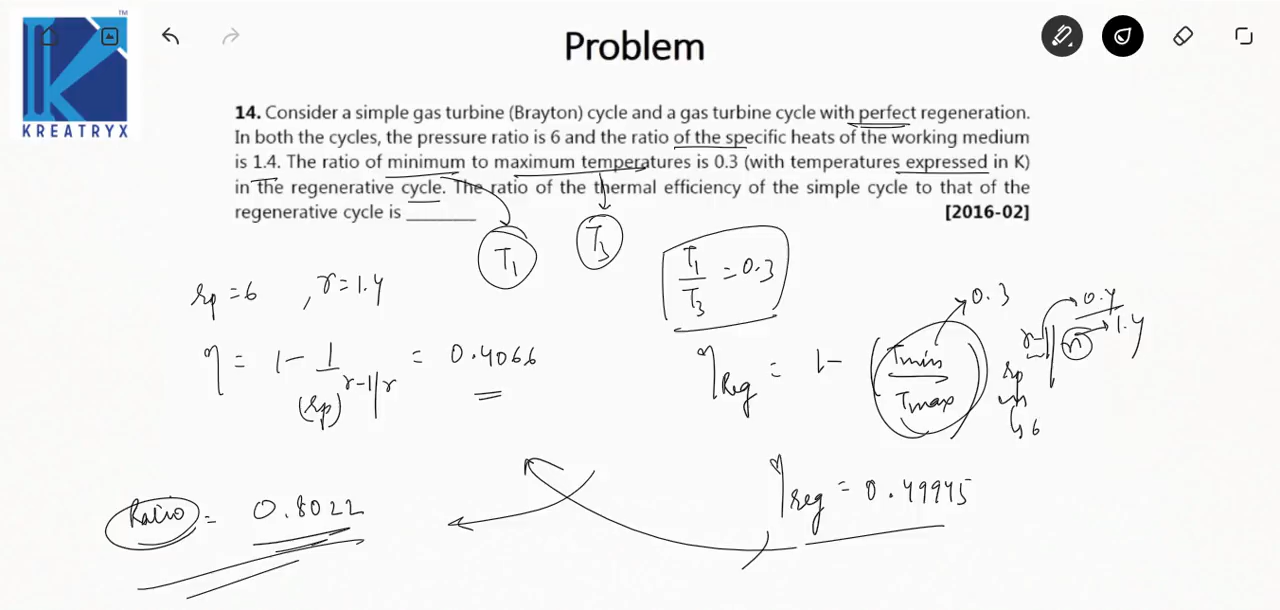 TM
KREATRYX
Problem
14. Consider a simple gas turbine (Brayton) cycle and a gas turbine cycle with perfect regeneration.
In both the cycles, the pressure ratio is 6 and the ratio of the specific heats of the working medium
is 1.4. The ratio of minimum to maximum temperatures is 0.3 (with temperatures expressed in K)
in the regenerative cycle. The ratio of the thermal efficiency of the simple cycle to that of the
regenerative cycle is ________ [2016-02]
T1 T3
T1/T3 = 0.3
rp = 6 , r = 1.4
η = 1 - 1/(rp)^(r-1/r) = 0.4066
ηReg = 1 - (Tmin/Tmax) rp^(r-1/r)
0.3
0.4
1.4
6
ηreg = 0.49945
Ratio = 0.8022